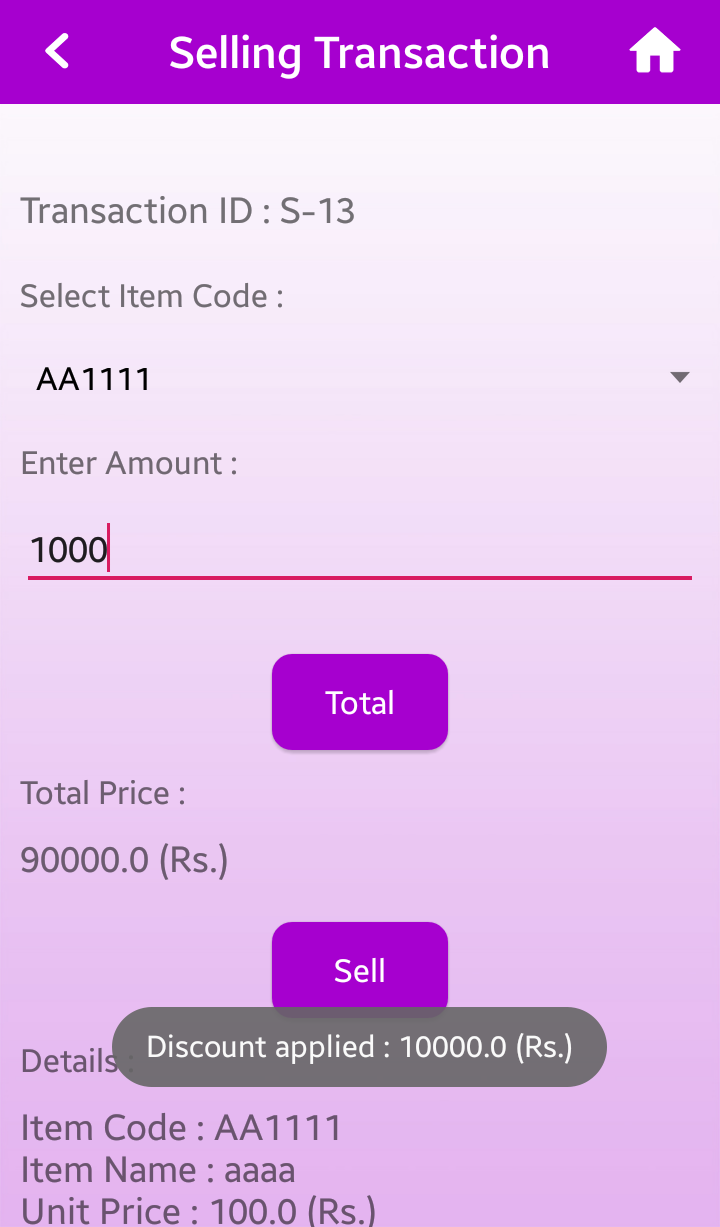 Selling Transaction
Transaction ID : S-13
Select Item Code :
AA1111
Enter Amount :
1000
Total
Total Price :
90000.0 (Rs.)
Sell
Discount applied : 10000.0 (Rs.)
Details :
Item Code : AA1111
Item Name : aaaa
Unit Price : 100.0 (Rs.)